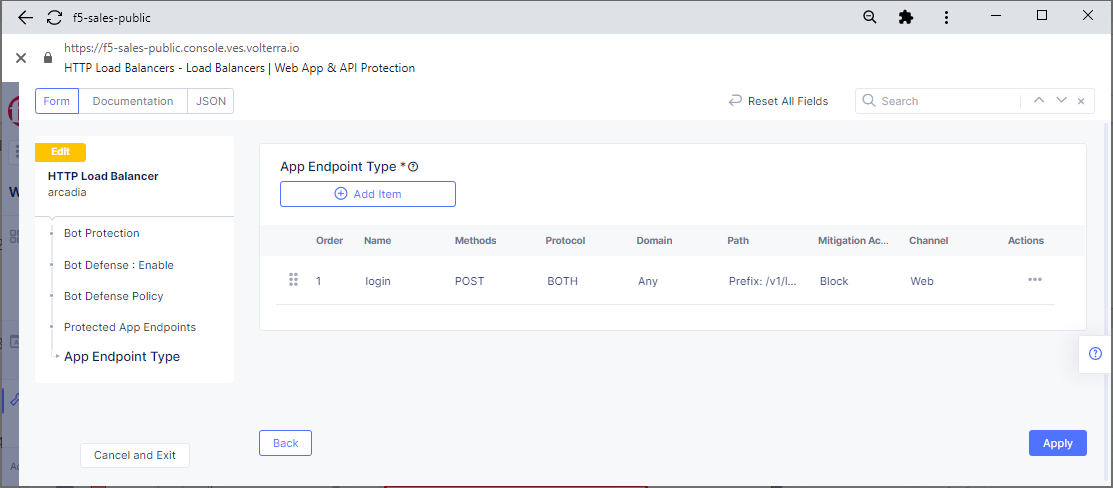 f5-sales-public
https://f5-sales-public.console.ves.volterra.io
HTTP Load Balancers - Load Balancers | Web App & API Protection
Form Documentation JSON
Reset All Fields
Search
Edit
HTTP Load Balancer
arcadia
Bot Protection
Bot Defense : Enable
Bot Defense Policy
Protected App Endpoints
App Endpoint Type
App Endpoint Type *
Add Item
Order Name Methods Protocol Domain Path Mitigation Ac... Channel Actions
1 login POST BOTH Any Prefix: /v1/l... Block Web
Back
Apply
Cancel and Exit